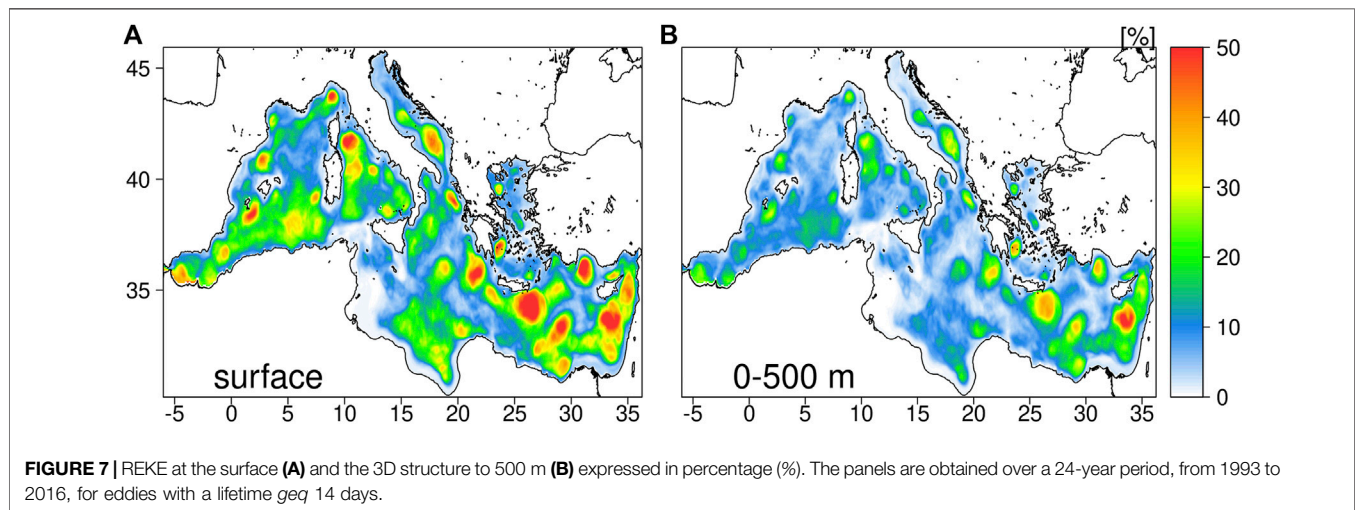 A
B
[%]
45
40
35
-5 0 5 10 15 20 25 30 35
surface
-5 0 5 10 15 20 25 30 35
0-500 m
50
40
30
20
10
0
FIGURE 7 | REKE at the surface (A) and the 3D structure to 500 m (B) expressed in percentage (%). The panels are obtained over a 24-year period, from 1993 to
2016, for eddies with a lifetime geq 14 days.